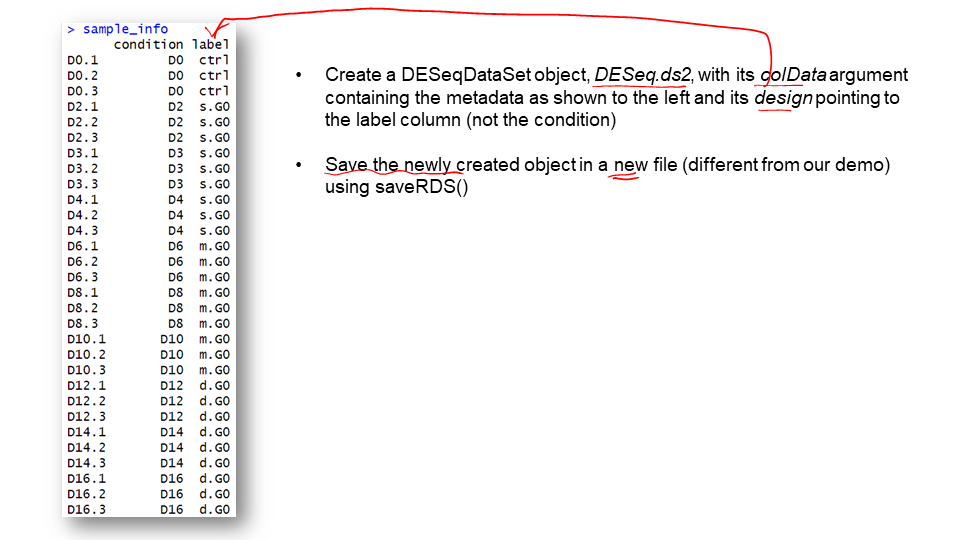 > sample_info
condition label
D0.1 D0 ctrl
D0.2 D0 ctrl
D0.3 D0 ctrl
D2.1 D2 s.GO
D2.2 D2 s.GO
D2.3 D2 s.GO
D3.1 D3 s.GO
D3.2 D3 s.GO
D3.3 D3 s.GO
D4.1 D4 s.GO
D4.2 D4 s.GO
D4.3 D4 s.GO
D6.1 D6 m.GO
D6.2 D6 m.GO
D6.3 D6 m.GO
D8.1 D8 m.GO
D8.2 D8 m.GO
D8.3 D8 m.GO
D10.1 D10 m.GO
D10.2 D10 m.GO
D10.3 D10 m.GO
D12.1 D12 d.GO
D12.2 D12 d.GO
D12.3 D12 d.GO
D14.1 D14 d.GO
D14.2 D14 d.GO
D14.3 D14 d.GO
D16.1 D16 d.GO
D16.2 D16 d.GO
D16.3 D16 d.GO
• Create a DESeqDataSet object, DESeq.ds2, with its colData argument
containing the metadata as shown to the left and its design pointing to
the label column (not the condition)
• Save the newly created object in a new file (different from our demo)
using saveRDS()